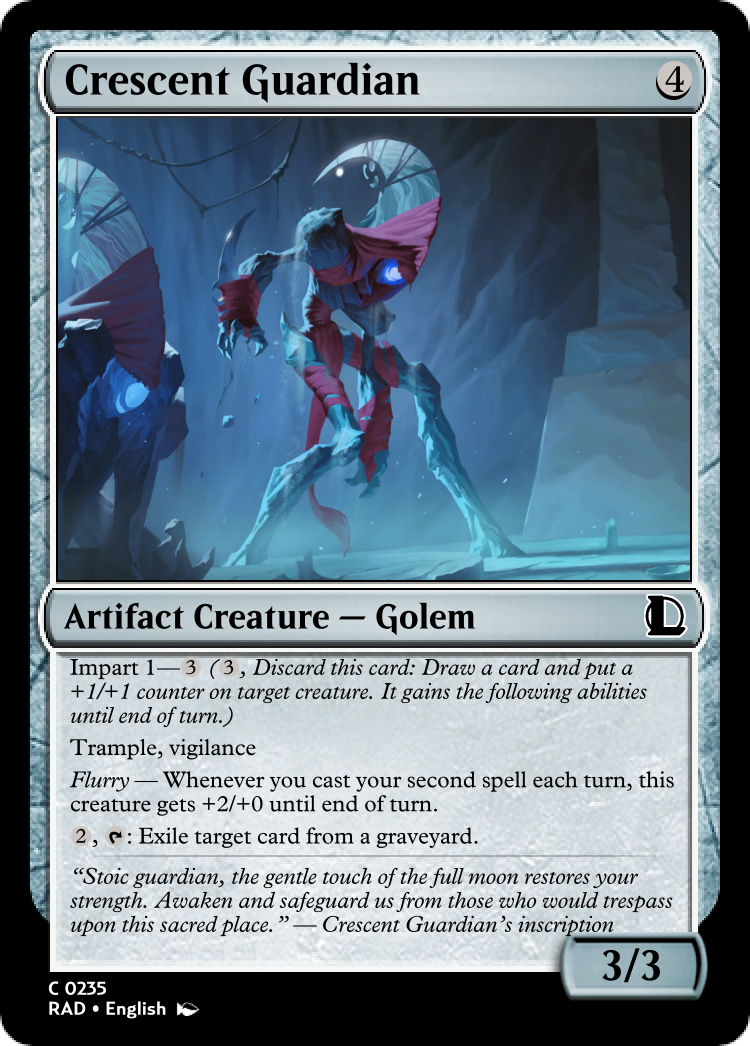 Crescent Guardian 4
Artifact Creature — Golem
Impart 1—3 (3, Discard this card: Draw a card and put a
+1/+1 counter on target creature. It gains the following abilities
until end of turn.)
Trample, vigilance
Flurry — Whenever you cast your second spell each turn, this
creature gets +2/+0 until end of turn.
2, : Exile target card from a graveyard.
“Stoic guardian, the gentle touch of the full moon restores your
strength. Awaken and safeguard us from those who would trespass
upon this sacred place.” — Crescent Guardian’s inscription
3/3
C 0235
RAD • English